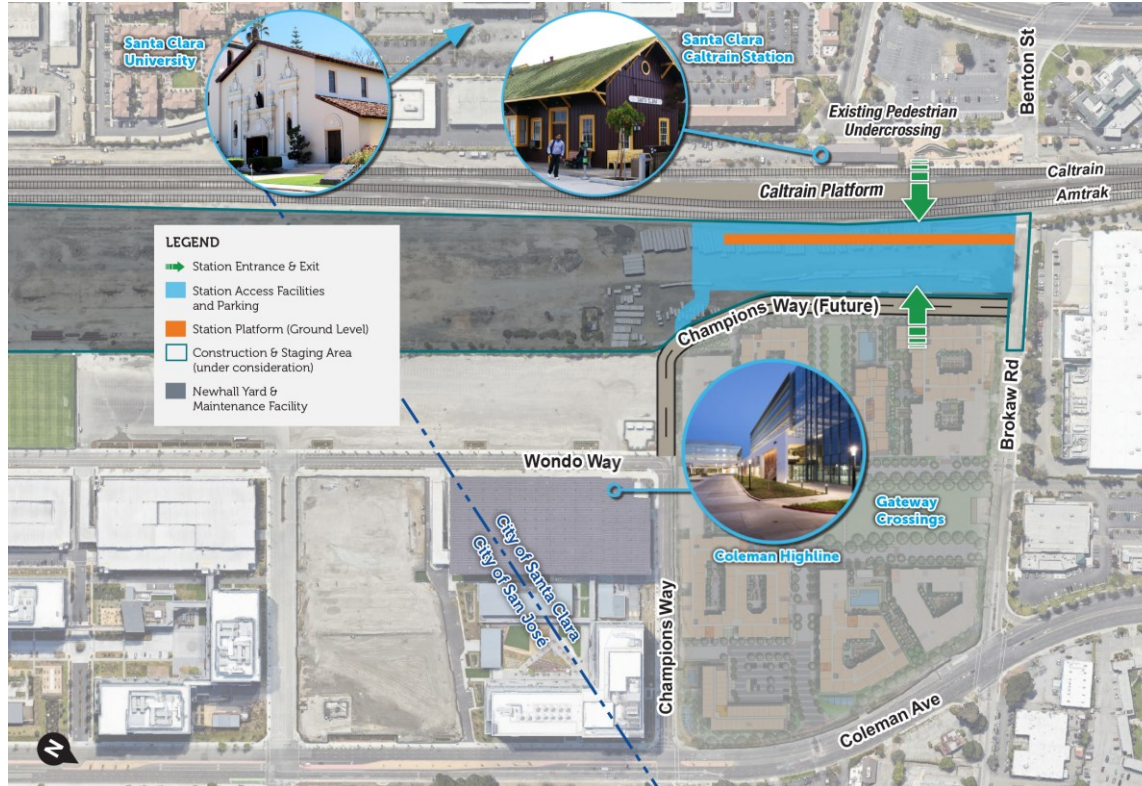 Santa Clara
University
Santa Clara
Caltrain Station
SANTA CLARA
Existing Pedestrian
Undercrossing
Benton St
Caltrain
Amtrak
Caltrain Platform
LEGEND
Station Entrance & Exit
Station Access Facilities
and Parking
Station Platform (Ground Level)
Construction & Staging Area
(under consideration)
Newhall Yard &
Maintenance Facility
Champions Way (Future)
Brokaw Rd
Wondo Way
Gateway
Crossings
Coleman Highline
City of Santa Clara
City of San José
Champions Way
Coleman Ave
N